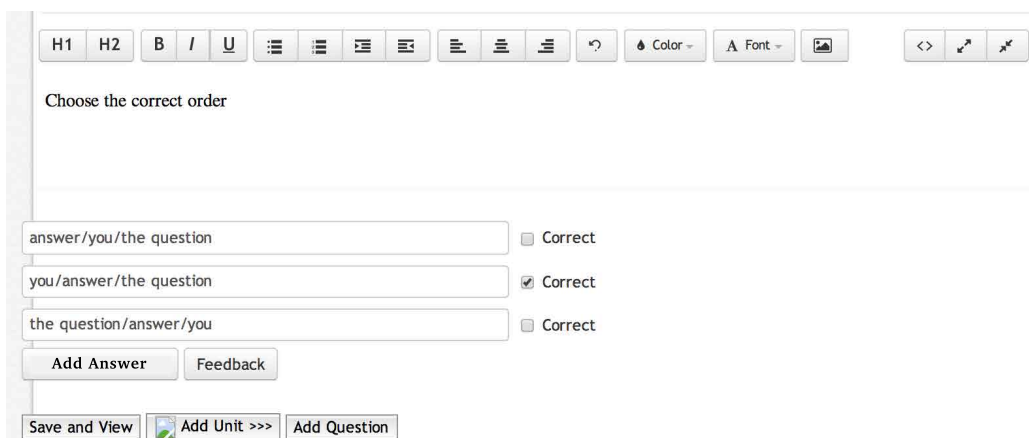 H1 H2 B I U Color A Font <>
Choose the correct order
answer/you/the question Correct
you/answer/the question Correct
the question/answer/you Correct
Add Answer Feedback
Save and View Add Unit >>> Add Question